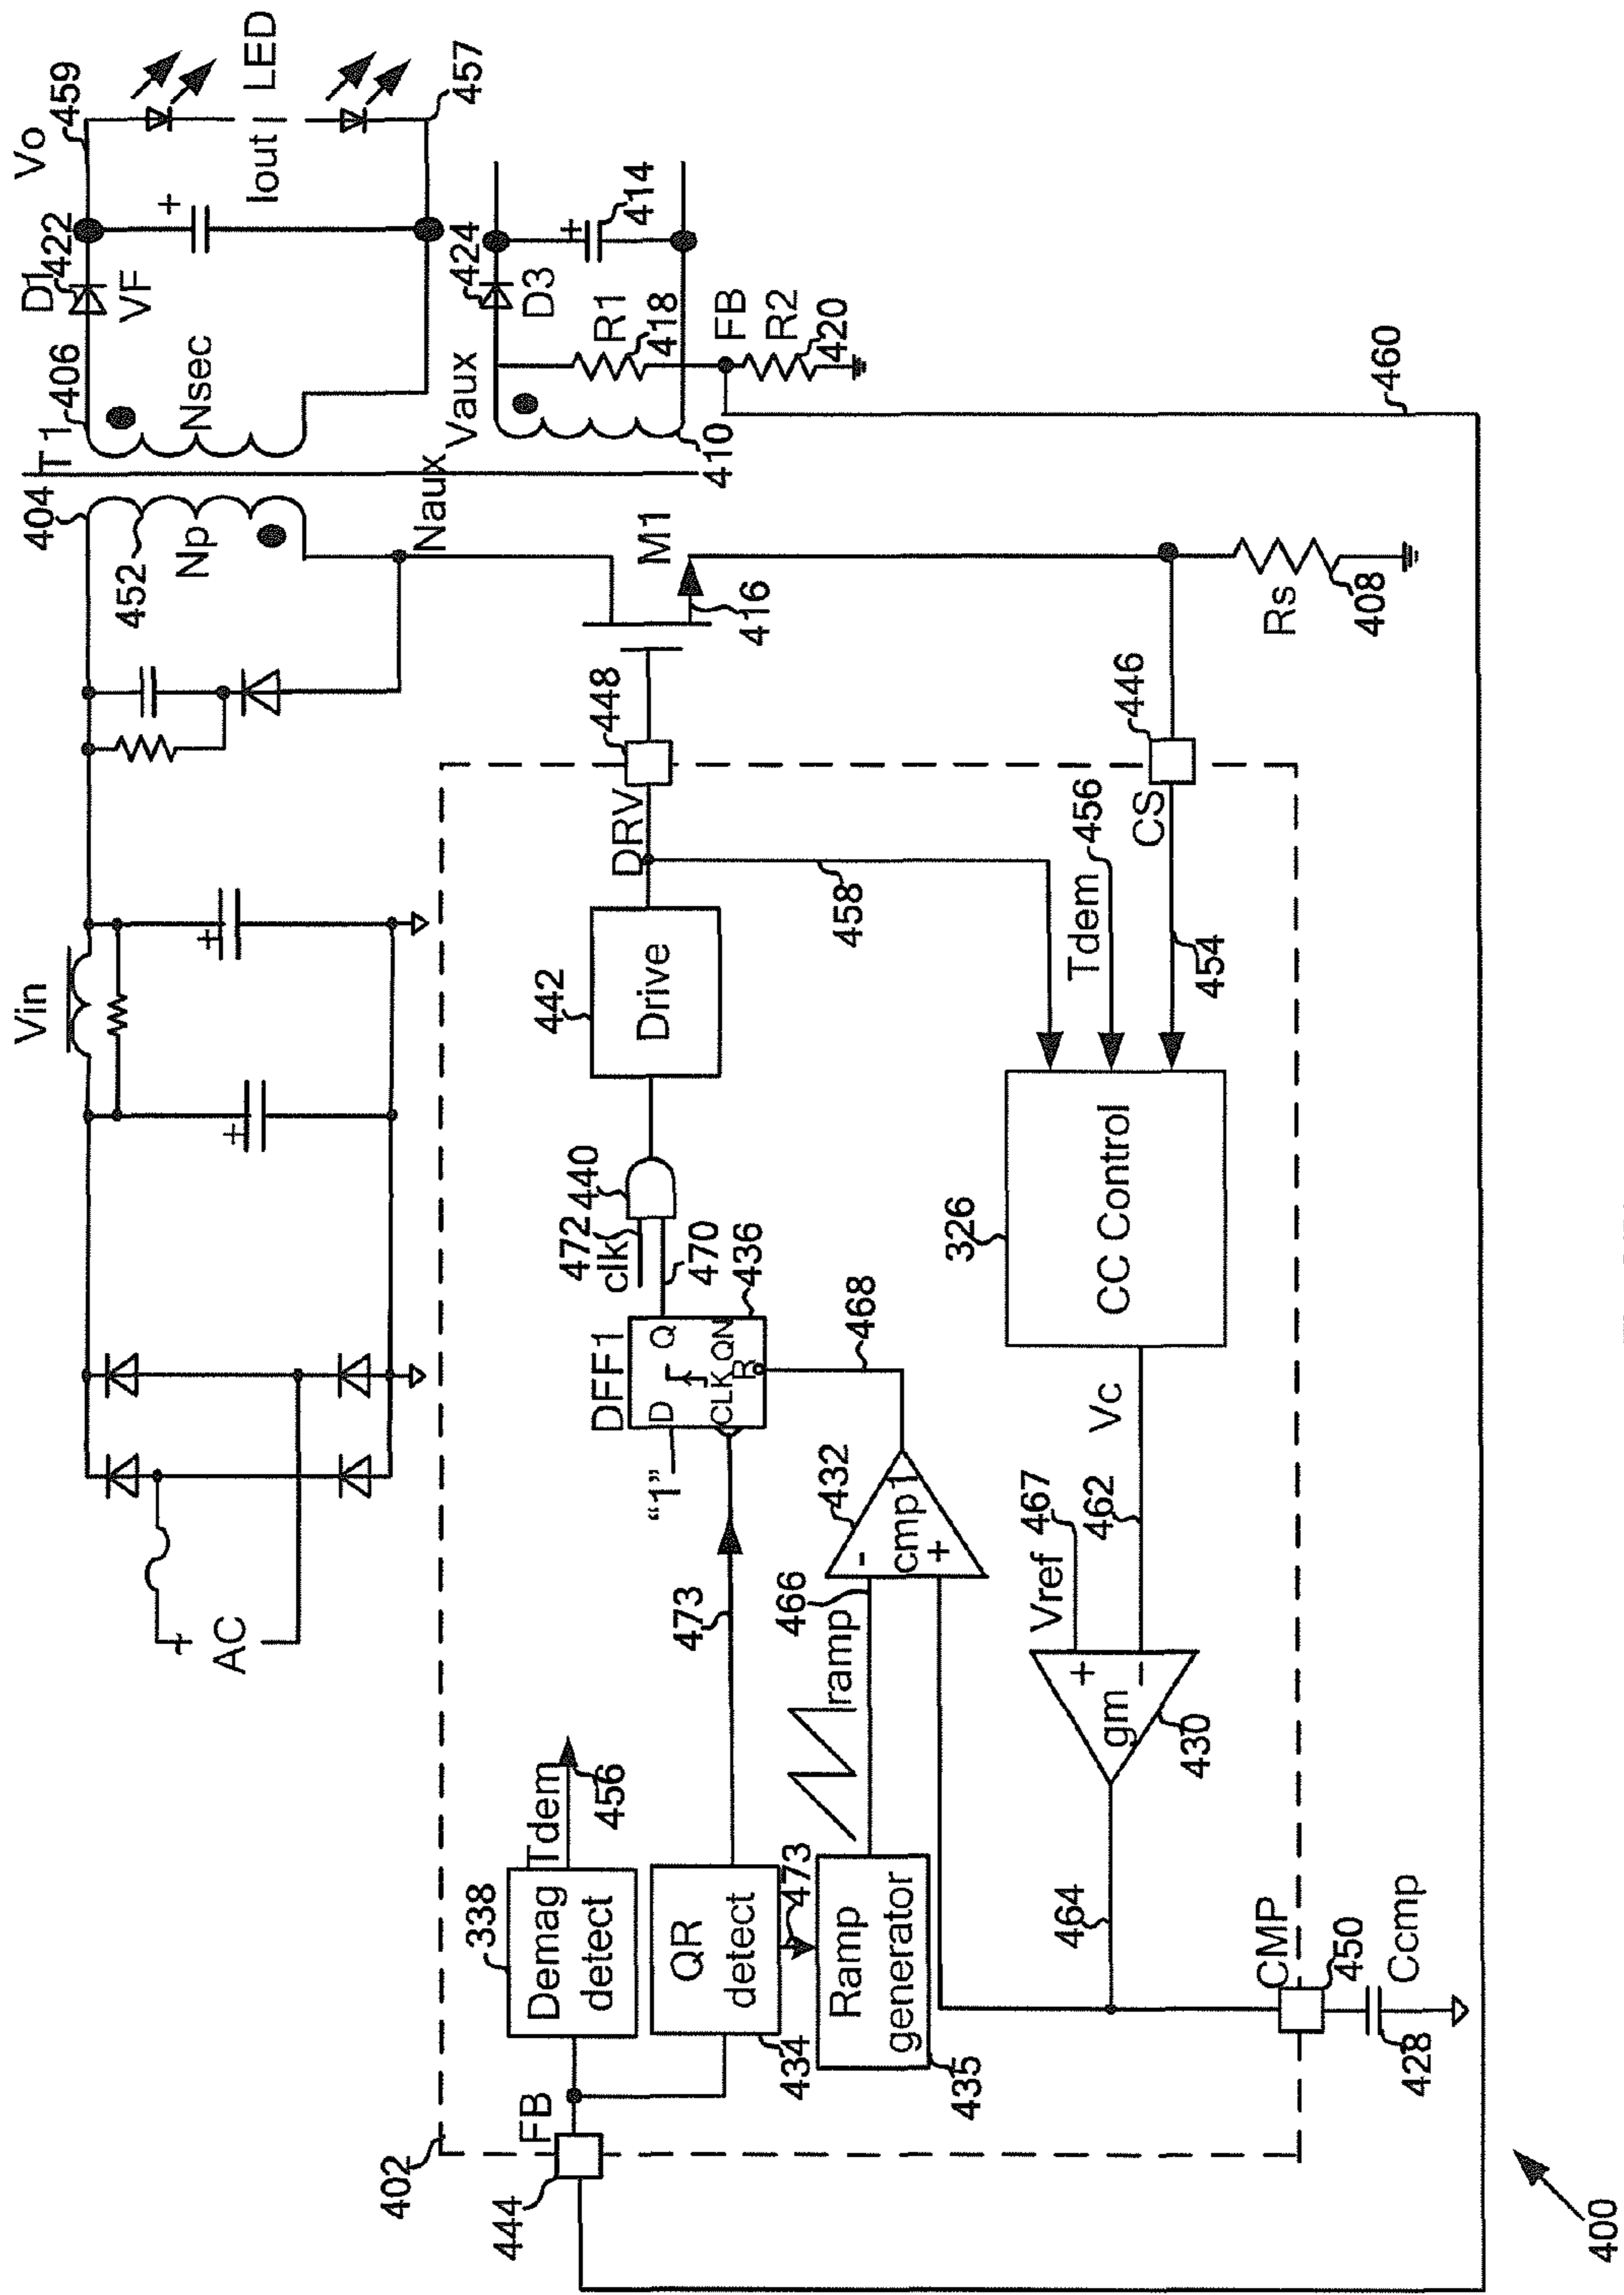 Vin
AC
404
452
Np
T1
406
Nsec
D1
422
VF
Vo
459
Iout
LED
457
Naux
Vaux
410
424
D3
414
R1
418
FB
R2
420
460
M1
416
448
DRV
446
CS
Rs
408
402
444
FB
338
Demag
detect
Tdem
456
QR
detect
434
473
473
Ramp
generator
435
ramp
466
cmp1
-
+
432
468
DFF1
"1"
D
Q
CLK
QN
R
436
470
472
clk
440
442
Drive
458
Tdem
456
454
326
CC Control
Vc
462
Vref
467
+
-
gm
430
464
CMP
450
Ccmp
428
400